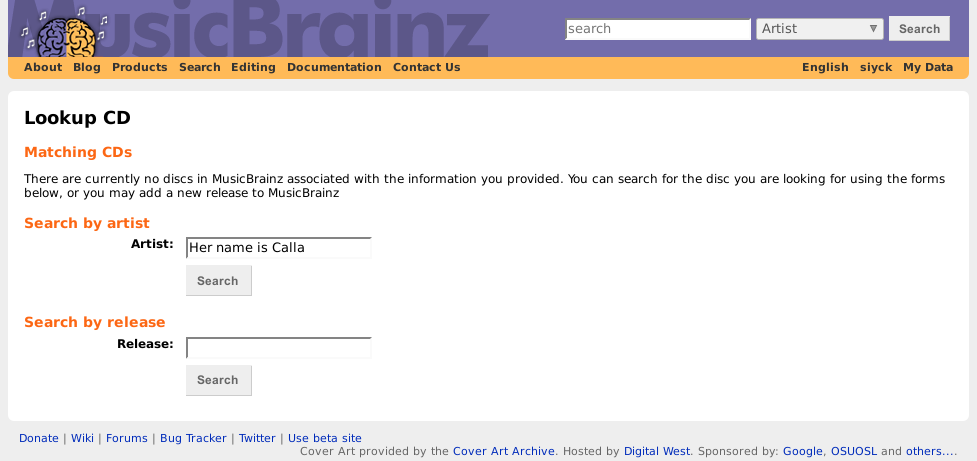 MusicBrainz
search Artist Search
About Blog Products Search Editing Documentation Contact Us English siyck My Data
Lookup CD
Matching CDs
There are currently no discs in MusicBrainz associated with the information you provided. You can search for the disc you are looking for using the forms
below, or you may add a new release to MusicBrainz
Search by artist
Artist: Her name is Calla
Search
Search by release
Release:
Search
Donate | Wiki | Forums | Bug Tracker | Twitter | Use beta site
Cover Art provided by the Cover Art Archive. Hosted by Digital West. Sponsored by: Google, OSUOSL and others....